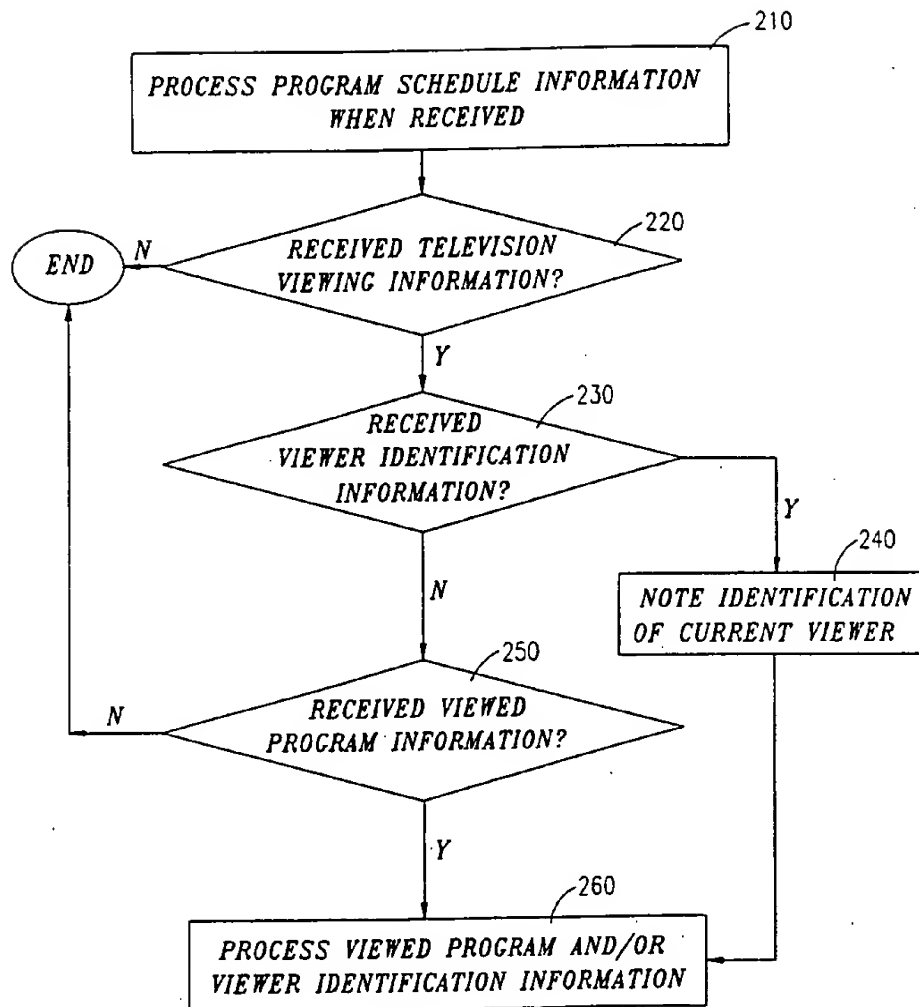 210
PROCESS PROGRAM SCHEDULE INFORMATION
WHEN RECEIVED
220
RECEIVED TELEVISION
VIEWING INFORMATION?
N
END
Y
230
RECEIVED
VIEWER IDENTIFICATION
INFORMATION?
Y
240
NOTE IDENTIFICATION
OF CURRENT VIEWER
N
250
RECEIVED VIEWED
PROGRAM INFORMATION?
N
Y
260
PROCESS VIEWED PROGRAM AND/OR
VIEWER IDENTIFICATION INFORMATION